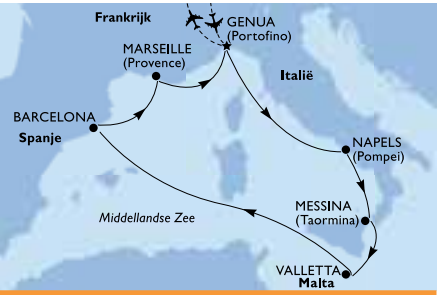 Frankrijk
GENUA
(Portofino)
MARSEILLE
(Provence)
Italië
BARCELONA
Spanje
NAPELS
(Pompei)
MESSINA
(Taormina)
Middellandse Zee
VALLETTA
Malta